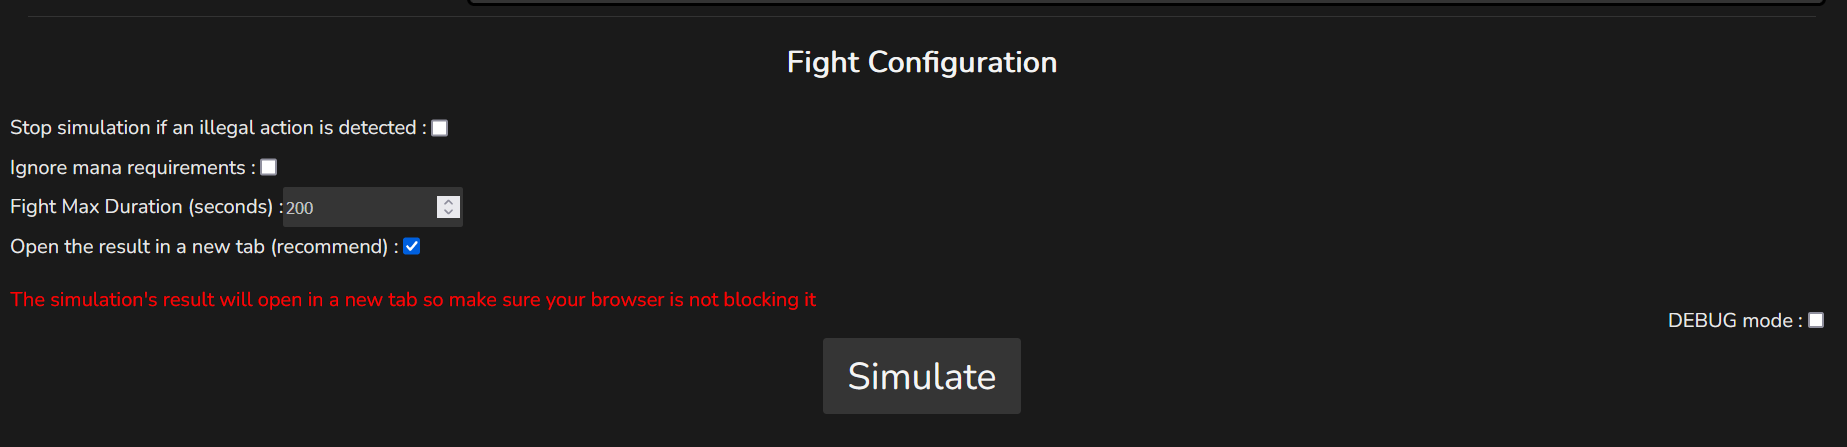 Fight Configuration
Stop simulation if an illegal action is detected :
Ignore mana requirements :
Fight Max Duration (seconds) : 200
Open the result in a new tab (recommend) :
The simulation's result will open in a new tab so make sure your browser is not blocking it
DEBUG mode :
Simulate